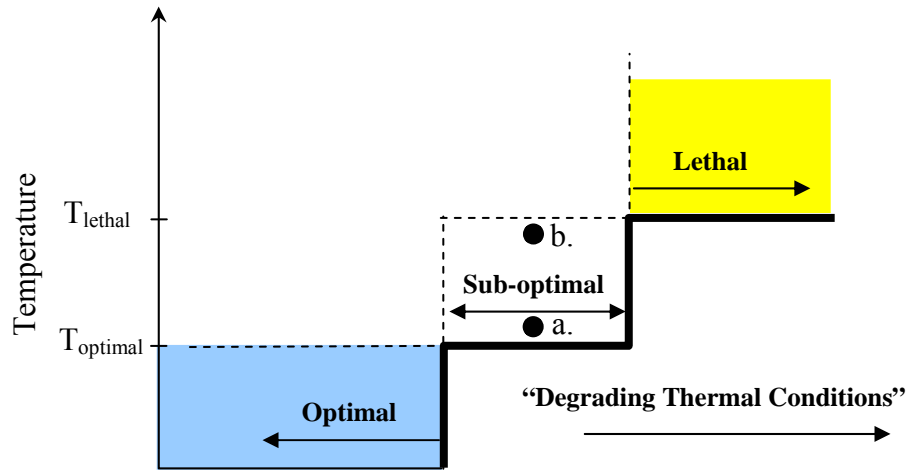 Temperature
Lethal
T_lethal
b.
Sub-optimal
a.
T_optimal
“Degrading Thermal Conditions”
Optimal